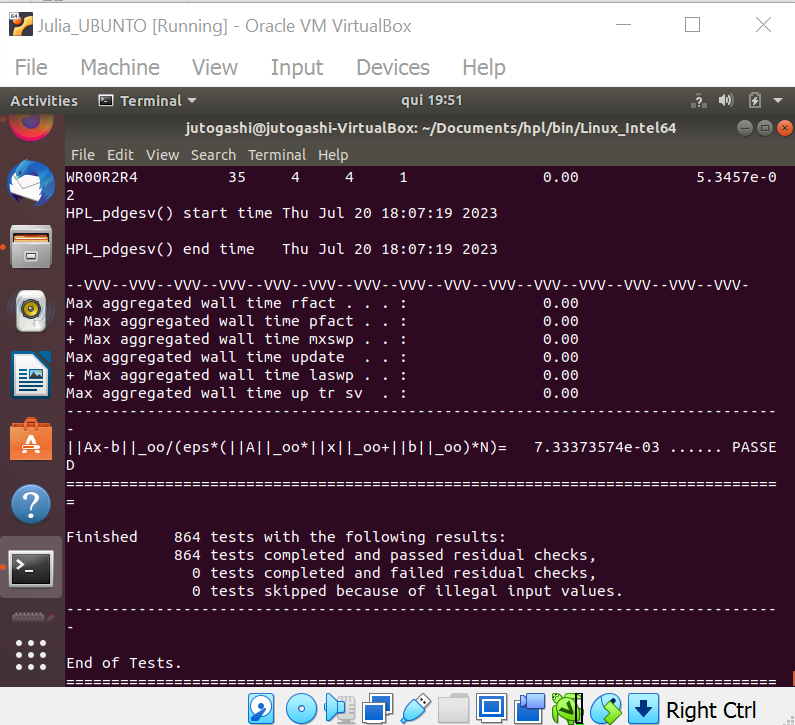 Julia_UBUNTO [Running] - Oracle VM VirtualBox
File Machine View Input Devices Help
Activities Terminal qui 19:51
jutogashi@jutogashi-VirtualBox: ~/Documents/hpl/bin/Linux_Intel64
File Edit View Search Terminal Help
WR00R2R4 35 4 4 1 0.00 5.3457e-0
2
HPL_pdgesv() start time Thu Jul 20 18:07:19 2023
HPL_pdgesv() end time Thu Jul 20 18:07:19 2023
--VVV--VVV--VVV--VVV--VVV--VVV--VVV--VVV--VVV--VVV--VVV--VVV--VVV--VVV--VVV-
Max aggregated wall time rfact . . . : 0.00
+ Max aggregated wall time pfact . . : 0.00
+ Max aggregated wall time mxswp . . : 0.00
Max aggregated wall time update . . : 0.00
+ Max aggregated wall time laswp . . : 0.00
Max aggregated wall time up tr sv . : 0.00
-------------------------------------------------------------------------------
-
||Ax-b||_oo/(eps*(||A||_oo*||x||_oo+||b||_oo)*N)= 7.33373574e-03 ...... PASSE
D
===============================================================================
=
Finished 864 tests with the following results:
864 tests completed and passed residual checks,
0 tests completed and failed residual checks,
0 tests skipped because of illegal input values.
-------------------------------------------------------------------------------
-
End of Tests.
===============================================================================
Right Ctrl